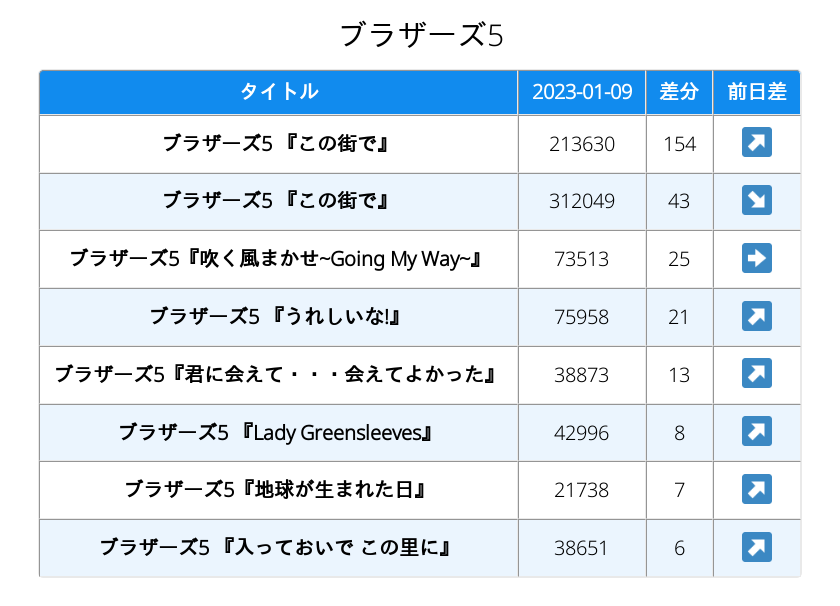 ブラザーズ5
タイトル 2023-01-09 差分 前日差
ブラザーズ5 『この街で』 213630 154 ↗
ブラザーズ5 『この街で』 312049 43 ↘
ブラザーズ5『吹く風まかせ~Going My Way~』 73513 25 ➡
ブラザーズ5 『うれしいな!』 75958 21 ↗
ブラザーズ5『君に会えて・・・会えてよかった』 38873 13 ↗
ブラザーズ5 『Lady Greensleeves』 42996 8 ↗
ブラザーズ5『地球が生まれた日』 21738 7 ↗
ブラザーズ5 『入っておいで この里に』 38651 6 ↗